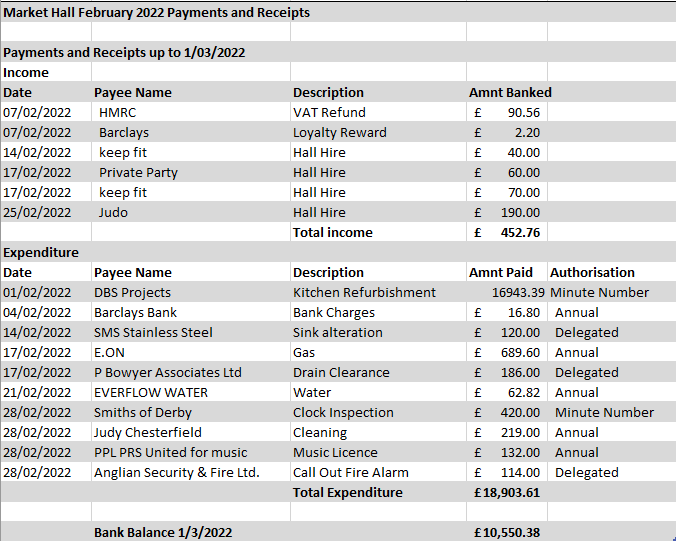 Market Hall February 2022 Payments and Receipts
Payments and Receipts up to 1/03/2022
Income
Date Payee Name Description Amnt Banked
07/02/2022 HMRC VAT Refund £ 90.56
07/02/2022 Barclays Loyalty Reward £ 2.20
14/02/2022 keep fit Hall Hire £ 40.00
17/02/2022 Private Party Hall Hire £ 60.00
17/02/2022 keep fit Hall Hire £ 70.00
25/02/2022 Judo Hall Hire £ 190.00
Total income £ 452.76
Expenditure
Date Payee Name Description Amnt Paid Authorisation
01/02/2022 DBS Projects Kitchen Refurbishment 16943.39 Minute Number
04/02/2022 Barclays Bank Bank Charges £ 16.80 Annual
14/02/2022 SMS Stainless Steel Sink alteration £ 120.00 Delegated
17/02/2022 E.ON Gas £ 689.60 Annual
17/02/2022 P Bowyer Associates Ltd Drain Clearance £ 186.00 Delegated
21/02/2022 EVERFLOW WATER Water £ 62.82 Annual
28/02/2022 Smiths of Derby Clock Inspection £ 420.00 Minute Number
28/02/2022 Judy Chesterfield Cleaning £ 219.00 Annual
28/02/2022 PPL PRS United for music Music Licence £ 132.00 Annual
28/02/2022 Anglian Security & Fire Ltd. Call Out Fire Alarm £ 114.00 Delegated
Total Expenditure £18,903.61
Bank Balance 1/3/2022 £10,550.38